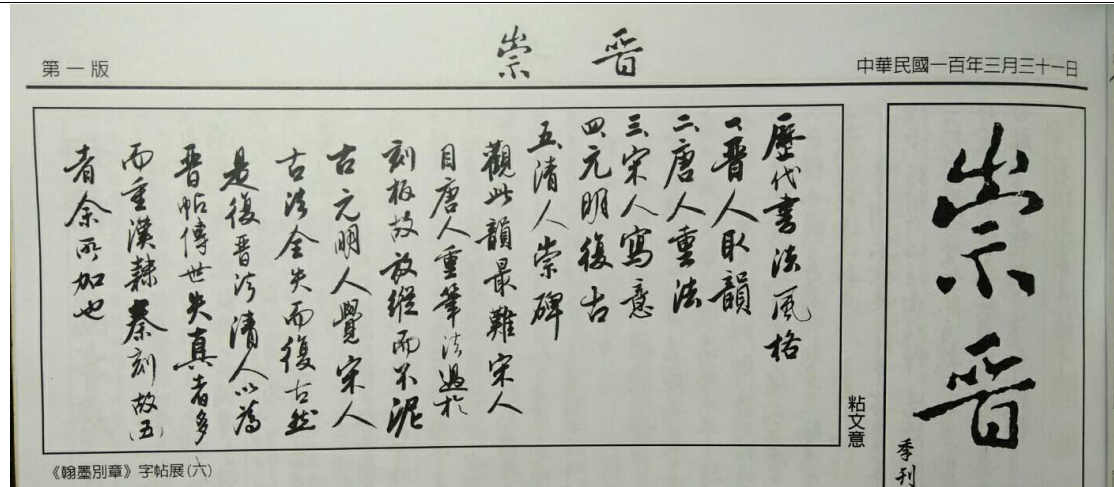 第一版
崇晋
中華民國一百年三月三十一日
歷代書法風格
一、晋人取韻
二、唐人重法
三、宋人寫意
四、元明復古
五、清人崇碑
觀此韻最難宋人
目唐人重筆法過於
刻板故放縱而不泥
古元明人覺宋人
古法全失而復古然
是復晋法清人以為
晋帖傳世失真者多
而重漢隸秦刻故(五)
者余所加也
粘文意
《翰墨別章》字帖展(六)
崇晋
季刊